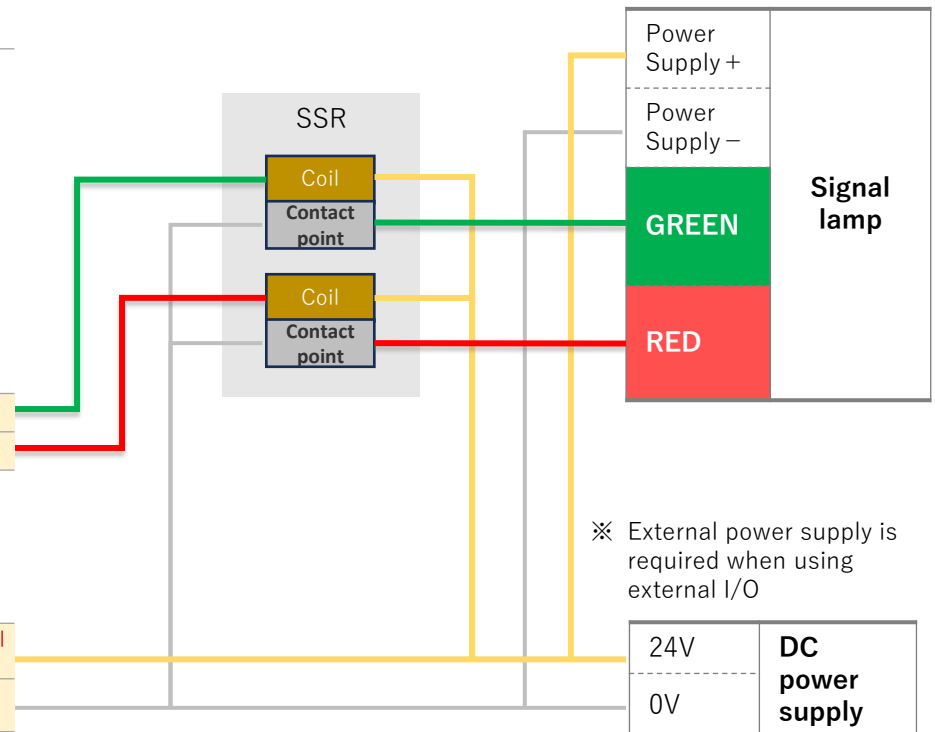 Power
Supply＋
Power
Supply－
SSR
Coil
Contact
point
GREEN
Signal
lamp
Coil
Contact
point
RED
※ External power supply is
required when using
external I/O
24V
DC
power
supply
0V